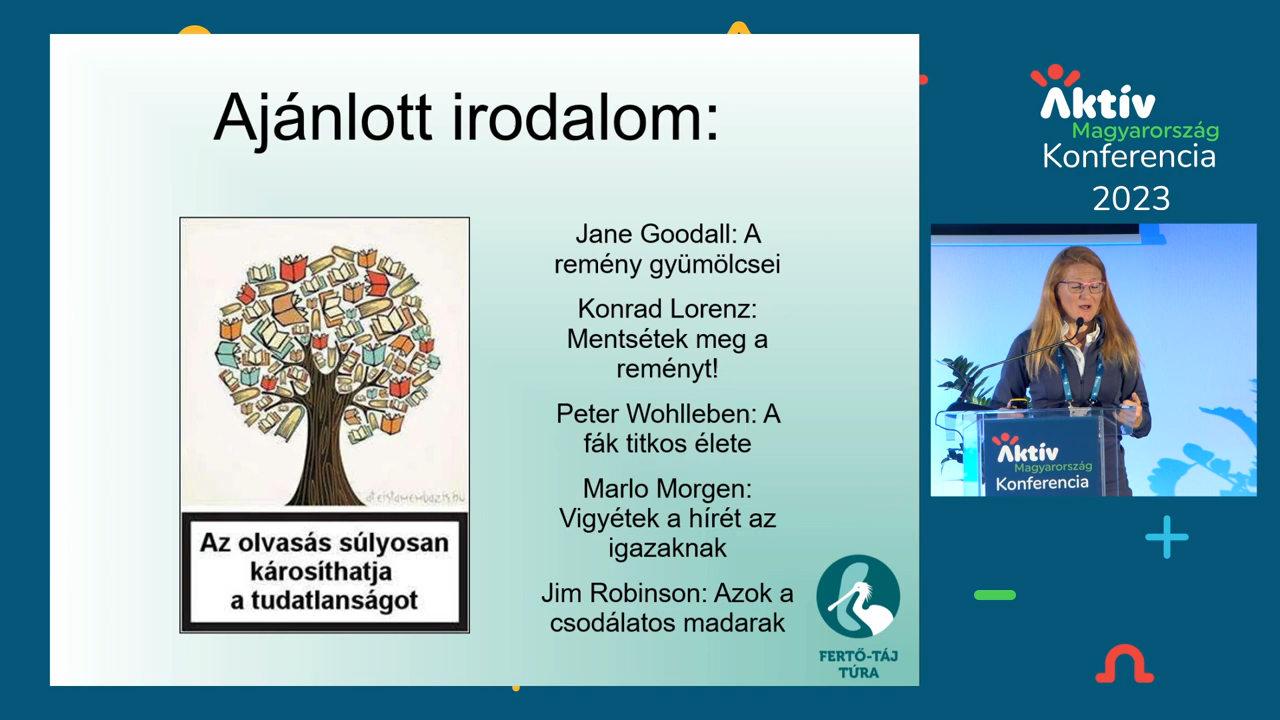 Ajánlott irodalom:
Az olvasás súlyosan
károsíthatja
a tudatlanságot
Jane Goodall: A
remény gyümölcsei
Konrad Lorenz:
Mentsétek meg a
reményt!
Peter Wohlleben: A
fák titkos élete
Marlo Morgen:
Vigyétek a hírét az
igazaknak
Jim Robinson: Azok a
csodálatos madarak
FERTŐ-TÁJ
TÚRA
Aktív
Magyarország
Konferencia
2023
Aktív
Magyarország
Konferencia